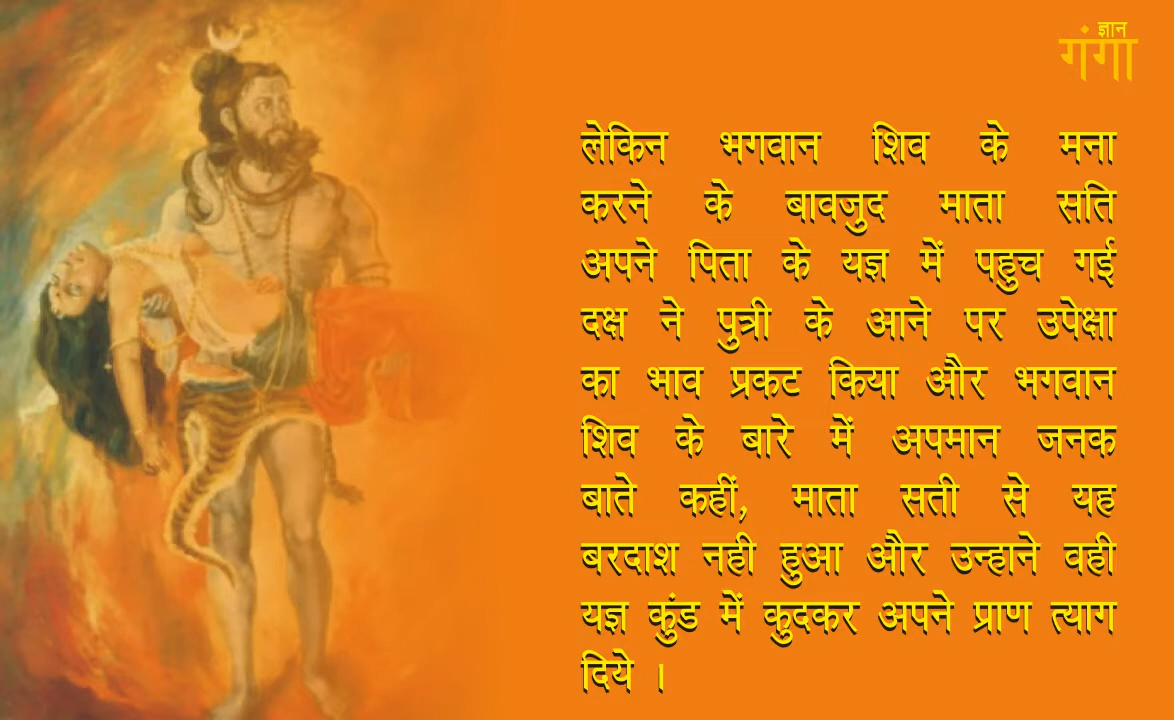 ज्ञान
गंगा
लेकिन भगवान शिव के मना
करने के बावजुद माता सति
अपने पिता के यज्ञ में पहुच गई
दक्ष ने पुत्री के आने पर उपेक्षा
का भाव प्रकट किया और भगवान
शिव के बारे में अपमान जनक
बाते कहीं, माता सती से यह
बरदाश नही हुआ और उन्हाने वही
यज्ञ कुंड में कुदकर अपने प्राण त्याग
दिये ।